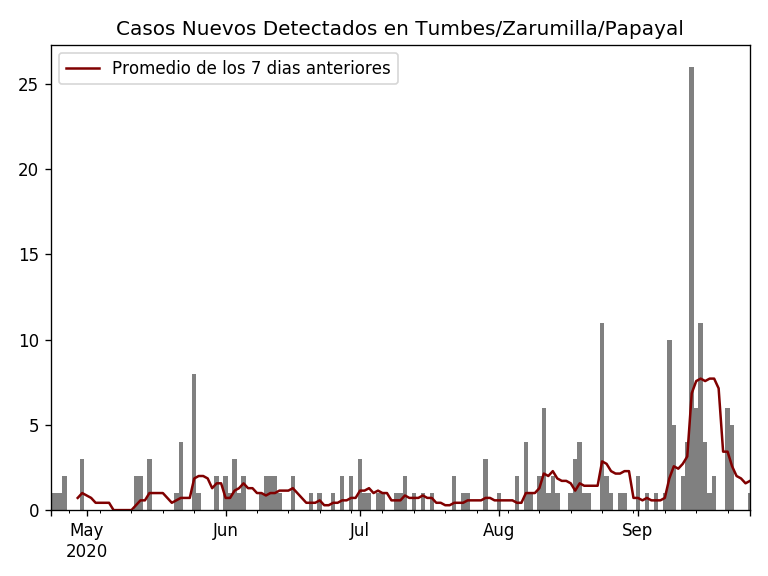 Casos Nuevos Detectados en Tumbes/Zarumilla/Papayal
Promedio de los 7 dias anteriores
25
20
15
10
5
0
May Jun Jul Aug Sep
2020